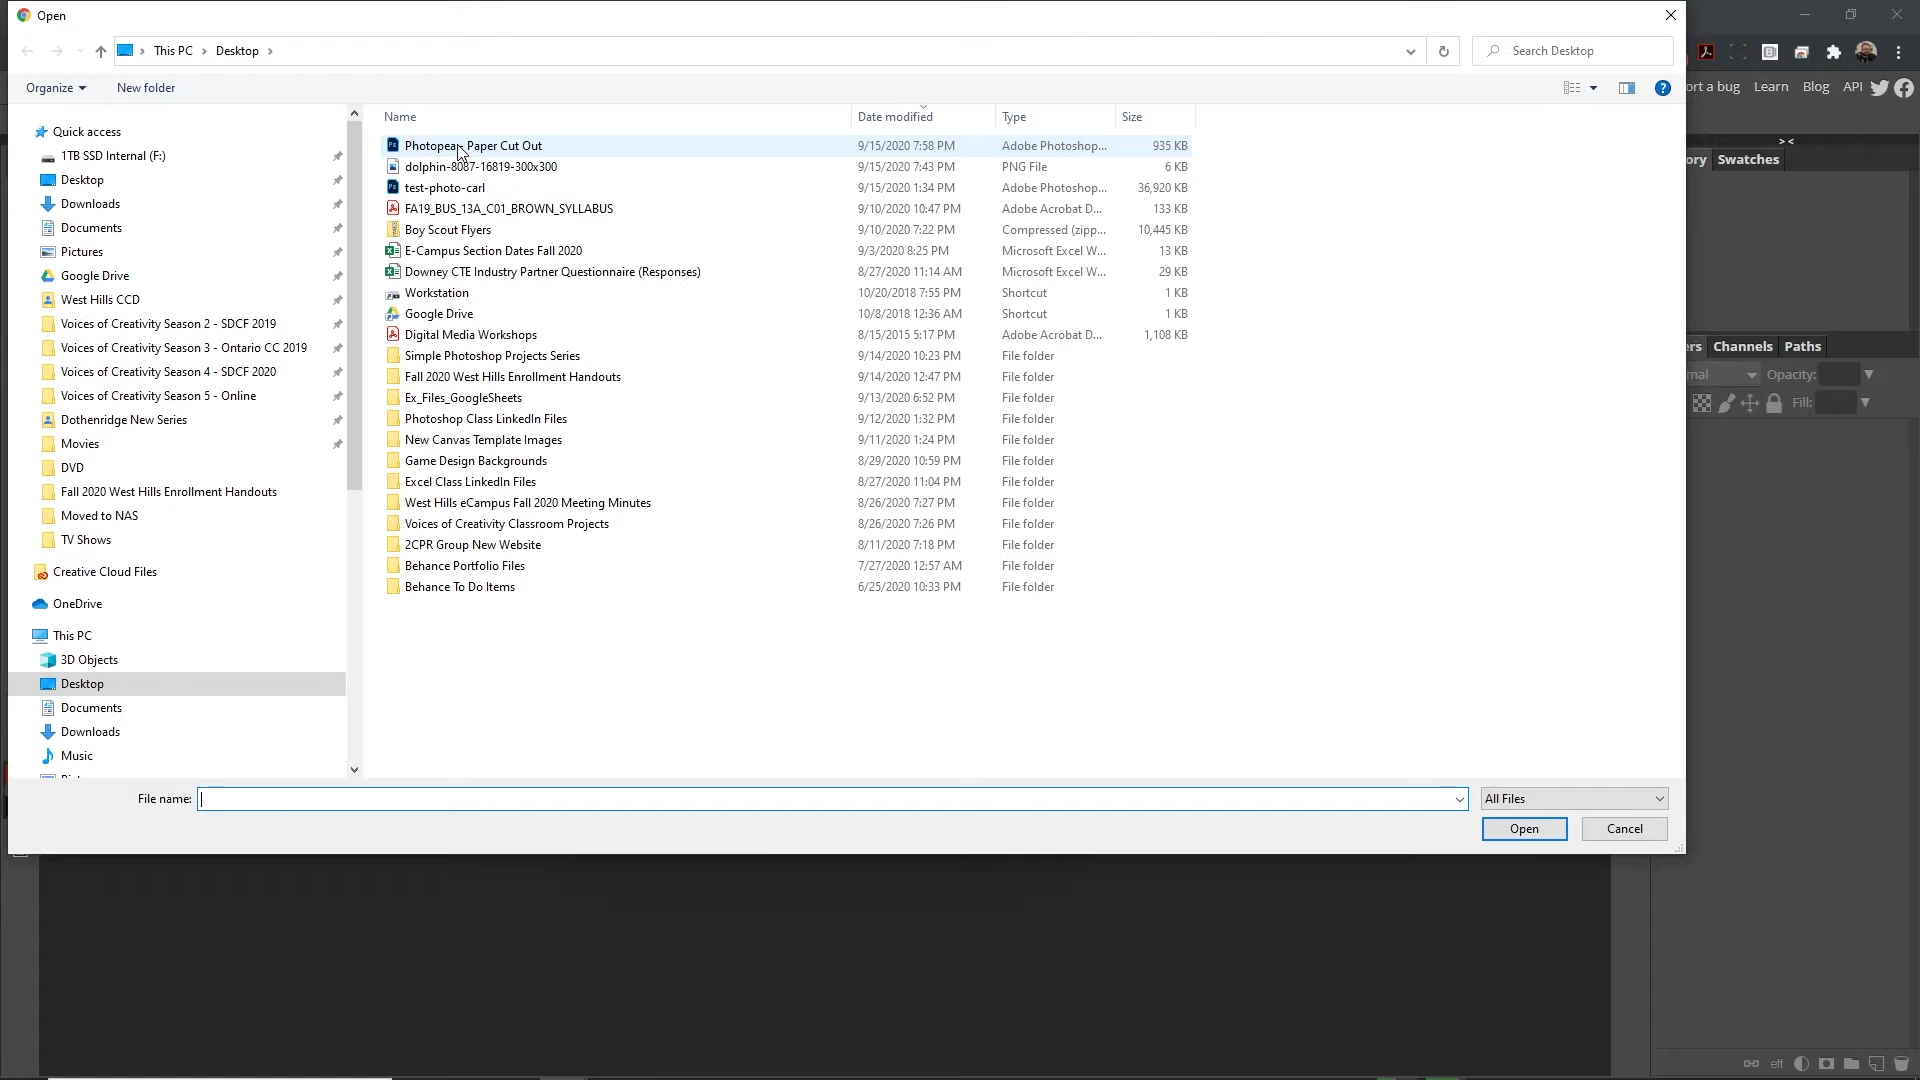 Open
This PC
Desktop
Search Desktop
Organize
New folder
ort a bug
Learn
Blog
API
Name
Date modified
Type
Size
Quick access
1TB SSD Internal (F:)
Desktop
Downloads
Documents
Pictures
Google Drive
West Hills CCD
Voices of Creativity Season 2 - SDCF 2019
Voices of Creativity Season 3 - Ontario CC 2019
Voices of Creativity Season 4 - SDCF 2020
Voices of Creativity Season 5 - Online
Dothenridge New Series
Movies
DVD
Fall 2020 West Hills Enrollment Handouts
Moved to NAS
TV Shows
Creative Cloud Files
OneDrive
This PC
3D Objects
Desktop
Documents
Downloads
Music
Photopea - Paper Cut Out 9/15/2020 7:58 PM Adobe Photoshop... 935 KB
dolphin-8087-16819-300x300 9/15/2020 7:43 PM PNG File 6 KB
test-photo-carl 9/15/2020 1:34 PM Adobe Photoshop... 36,920 KB
FA19_BUS_13A_C01_BROWN_SYLLABUS 9/10/2020 10:47 PM Adobe Acrobat D... 133 KB
Boy Scout Flyers 9/10/2020 7:22 PM Compressed (zipp... 10,445 KB
E-Campus Section Dates Fall 2020 9/3/2020 8:25 PM Microsoft Excel W... 13 KB
Downey CTE Industry Partner Questionnaire (Responses) 8/27/2020 11:14 AM Microsoft Excel W... 29 KB
Workstation 10/20/2018 7:55 PM Shortcut 1 KB
Google Drive 10/8/2018 12:36 AM Shortcut 1 KB
Digital Media Workshops 8/15/2015 5:17 PM Adobe Acrobat D... 1,108 KB
Simple Photoshop Projects Series 9/14/2020 10:23 PM File folder
Fall 2020 West Hills Enrollment Handouts 9/14/2020 12:47 PM File folder
Ex_Files_GoogleSheets 9/13/2020 6:52 PM File folder
Photoshop Class LinkedIn Files 9/12/2020 1:32 PM File folder
New Canvas Template Images 9/11/2020 1:24 PM File folder
Game Design Backgrounds 8/29/2020 10:59 PM File folder
Excel Class LinkedIn Files 8/27/2020 11:04 PM File folder
West Hills eCampus Fall 2020 Meeting Minutes 8/26/2020 7:27 PM File folder
Voices of Creativity Classroom Projects 8/26/2020 7:26 PM File folder
2CPR Group New Website 8/11/2020 7:18 PM File folder
Behance Portfolio Files 7/27/2020 12:57 AM File folder
Behance To Do Items 6/25/2020 10:33 PM File folder
> <
ory
Swatches
ers
Channels
Paths
mal
Opacity:
Fill:
File name:
All Files
Open
Cancel
eff